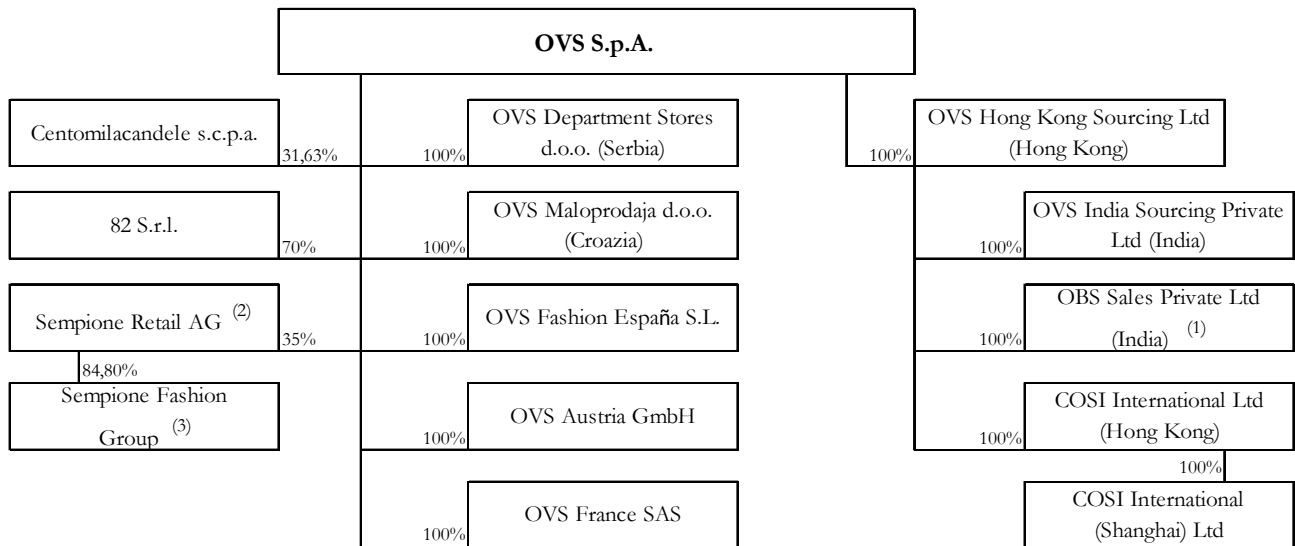 OVS S.p.A.
Centomilacandele s.c.p.a.
31,63%
100%
OVS Department Stores
d.o.o. (Serbia)
100%
OVS Hong Kong Sourcing Ltd
(Hong Kong)
82 S.r.l.
70%
100%
OVS Maloprodaja d.o.o.
(Croazia)
100%
OVS India Sourcing Private
Ltd (India)
Sempione Retail AG (2)
35%
100%
OVS Fashion España S.L.
100%
OBS Sales Private Ltd
(India) (1)
84,80%
Sempione Fashion
Group (3)
100%
OVS Austria GmbH
100%
COSI International Ltd
(Hong Kong)
100%
OVS France SAS
100%
COSI International
(Shanghai) Ltd